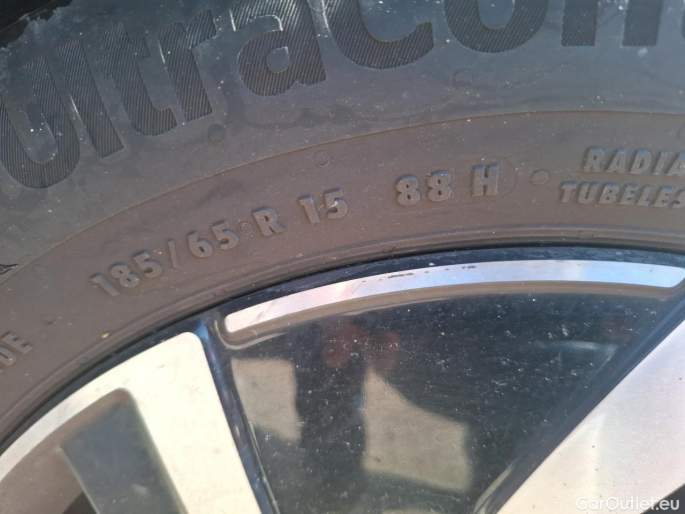 UltraCon
185/65 R 15 88 H
RADIA
TUBELES
CarOutlet.eu